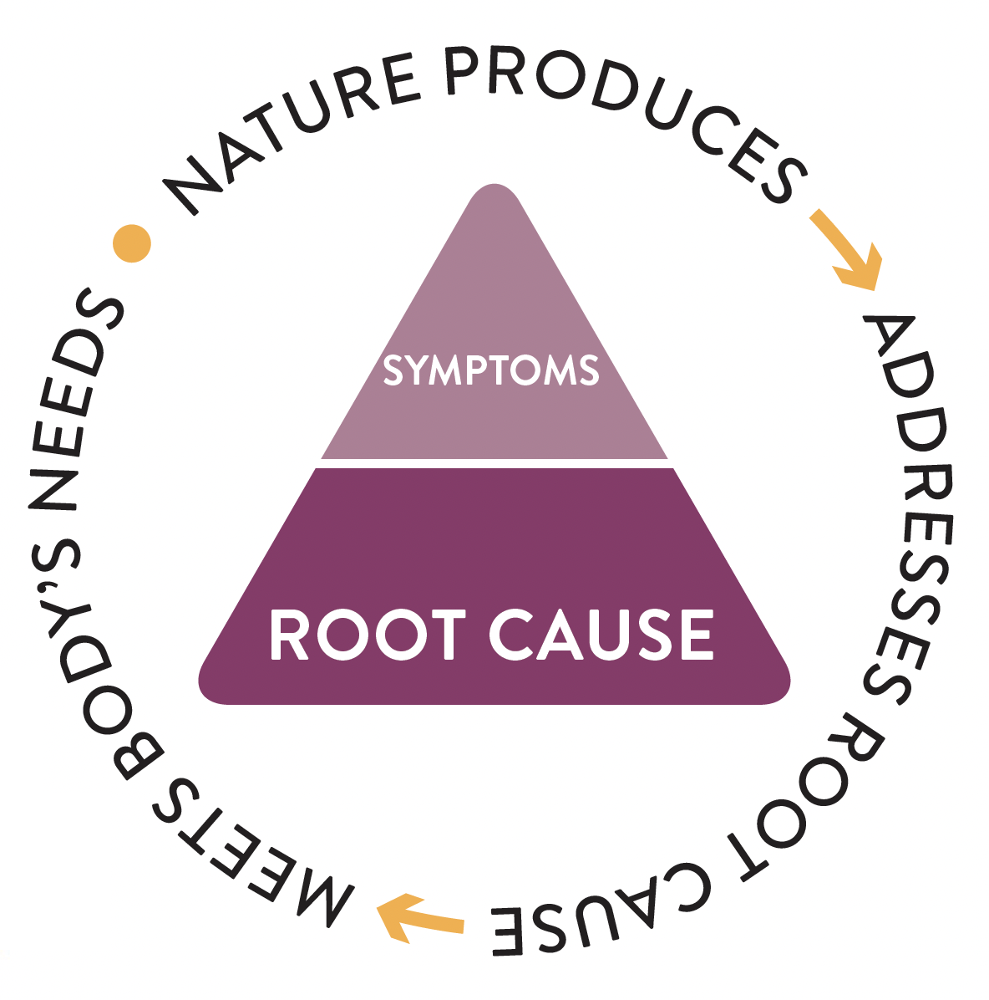 NATURE PRODUCES
ADDRESSES ROOT CAUSE
MEETS BODY'S NEEDS
SYMPTOMS
ROOT CAUSE